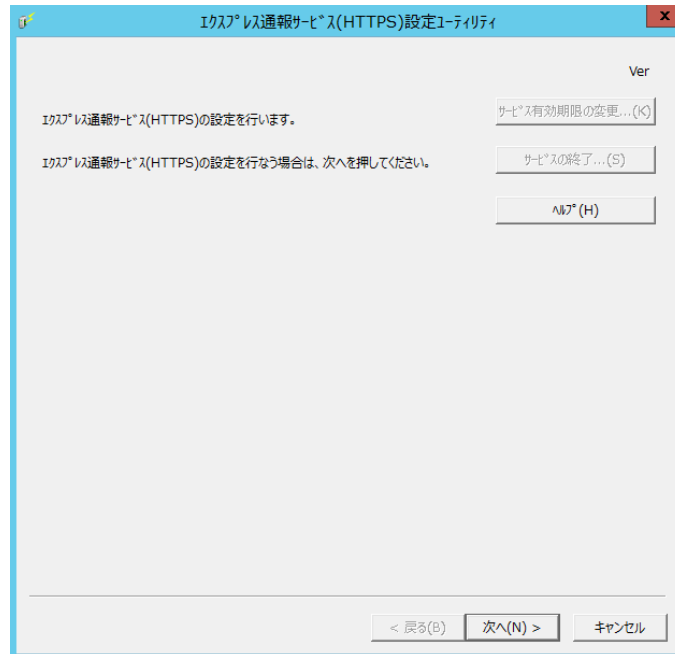 ｴｸｽﾌﾟﾚｽ通報ｻｰﾋﾞｽ(HTTPS)設定ﾕｰﾃｨﾘﾃｨ
x
Ver
ｻｰﾋﾞｽ有効期限の変更...(K)
ｴｸｽﾌﾟﾚｽ通報ｻｰﾋﾞｽ(HTTPS)の設定を行います。
ｴｸｽﾌﾟﾚｽ通報ｻｰﾋﾞｽ(HTTPS)の設定を行なう場合は、次へを押してください。
ｻｰﾋﾞｽの終了...(S)
ﾍﾙﾌﾟ(H)
< 戻る(B)
次へ(N) >
キャンセル